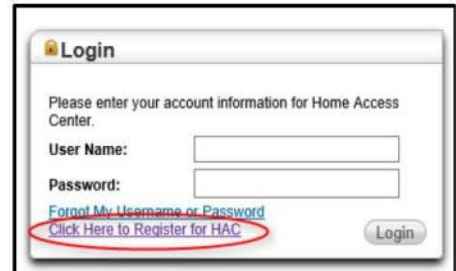 Login
Please enter your account information for Home Access
Center.
User Name:
Password:
Forgot My Username or Password
Click Here to Register for HAC
Login